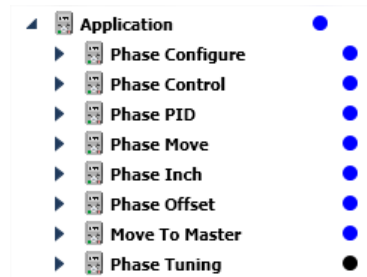 Application
Phase Configure
Phase Control
Phase PID
Phase Move
Phase Inch
Phase Offset
Move To Master
Phase Tuning